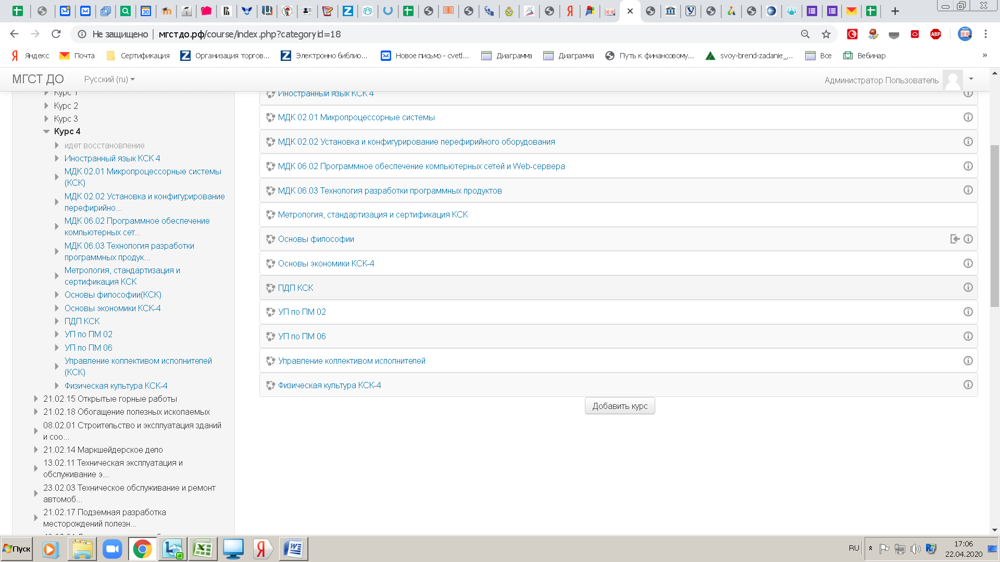 Не защищено | мгстдо.рф/course/index.php?categoryid=18
Яндекс Почта Сертификация Организация торгов... Электронно библио... Новое письмо - cvetl... Диаграмма Диаграмма Путь к финансовому... svoy-brend-zadanie_... Все Вебинар »
МГСТ ДО Русский (ru) Администратор Пользователь
Курс 1
Курс 2
Курс 3
Курс 4
идет восстановление
Иностранный язык КСК 4
МДК 02.01 Микропроцессорные системы
(КСК)
МДК 02.02 Установка и конфигурирование
перефирийно...
МДК 06.02 Программное обеспечение
компьютерных сет...
МДК 06.03 Технология разработки
программных продук...
Метрология, стандартизация и
сертификация КСК
Основы философии(КСК)
Основы экономики КСК-4
ПДП КСК
УП по ПМ 02
УП по ПМ 06
Управление коллективом исполнителей
(КСК)
Физическая культура КСК-4
21.02.15 Открытые горные работы
21.02.18 Обогащение полезных ископаемых
08.02.01 Строительство и эксплуатация зданий
и соо...
21.02.14 Маркшейдерское дело
13.02.11 Техническая эксплуатация и
обслуживание э...
23.02.03 Техническое обслуживание и ремонт
автомоб...
21.02.17 Подземная разработка
месторождений полезн...
Иностранный язык КСК 4
МДК 02.01 Микропроцессорные системы
МДК 02.02 Установка и конфигурирование перефирийного оборудования
МДК 06.02 Программное обеспечение компьютерных сетей и Web-сервера
МДК 06.03 Технология разработки программных продуктов
Метрология, стандартизация и сертификация КСК
Основы философии
Основы экономики КСК-4
ПДП КСК
УП по ПМ 02
УП по ПМ 06
Управление коллективом исполнителей
Физическая культура КСК-4
Добавить курс
Пуск RU 17:06
22.04.2020